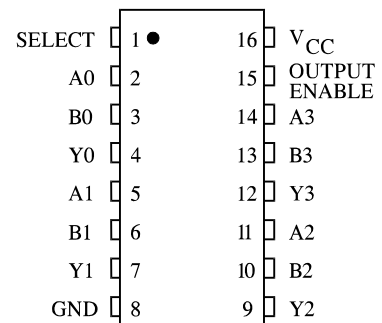 SELECT 1 16 VCC
A0 2 15 OUTPUT ENABLE
B0 3 14 A3
Y0 4 13 B3
A1 5 12 Y3
B1 6 11 A2
Y1 7 10 B2
GND 8 9 Y2